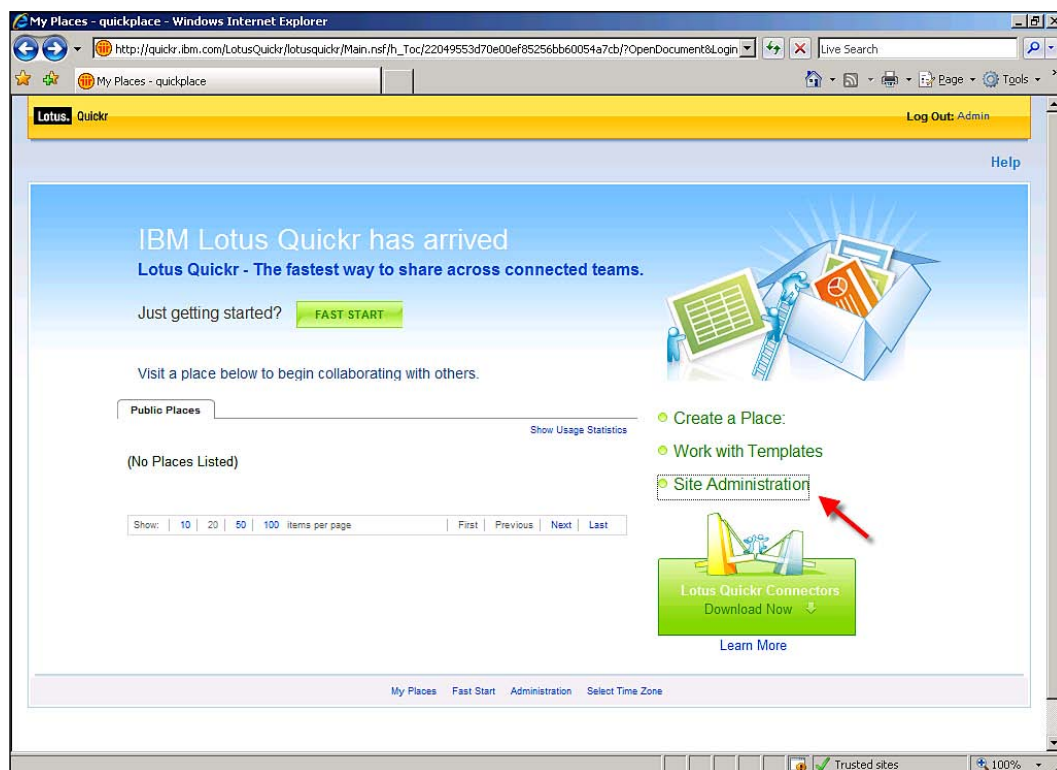 My Places - quickplace - Windows Internet Explorer
http://quickr.ibm.com/LotusQuickr/lotusquickr/Main.nsf/h_Toc/22049553d70e00ef85256bb60054a7cb/?OpenDocument&Login
Live Search
My Places - quickplace
Page
Tools
Lotus. Quickr
Log Out: Admin
Help
IBM Lotus Quickr has arrived
Lotus Quickr - The fastest way to share across connected teams.
Just getting started? FAST START
Visit a place below to begin collaborating with others.
Public Places
Show Usage Statistics
(No Places Listed)
Show: | 10 | 20 | 50 | 100 items per page | First | Previous | Next | Last
Create a Place:
Work with Templates
Site Administration
Lotus Quickr Connectors
Download Now
Learn More
My Places Fast Start Administration Select Time Zone
Trusted sites
100%